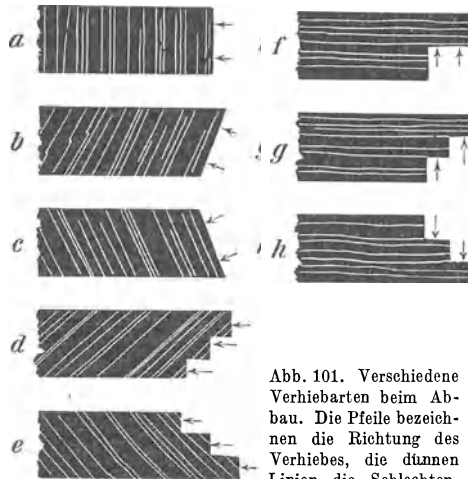 a
b
c
d
e
f
g
h
Abb. 101. Verschiedene
Verhiebarten beim Ab-
bau. Die Pfeile bezeich-
nen die Richtung des
Verhiebes, die dünnen
Linien die Schlechten.